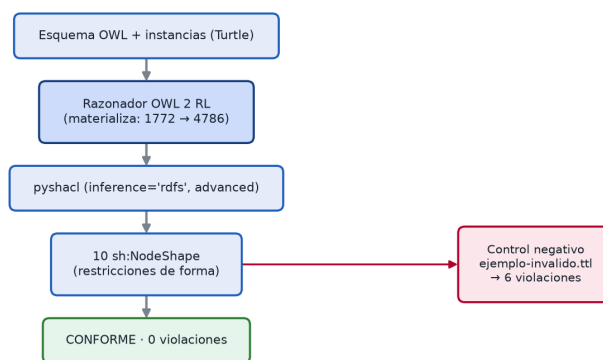 Esquema OWL + instancias (Turtle)
Razonador OWL 2 RL
(materializa: 1772 → 4786)
pyshacl (inference='rdfs', advanced)
10 sh:NodeShape
(restricciones de forma)
Control negativo
ejemplo-invalido.ttl
→ 6 violaciones
CONFORME · 0 violaciones